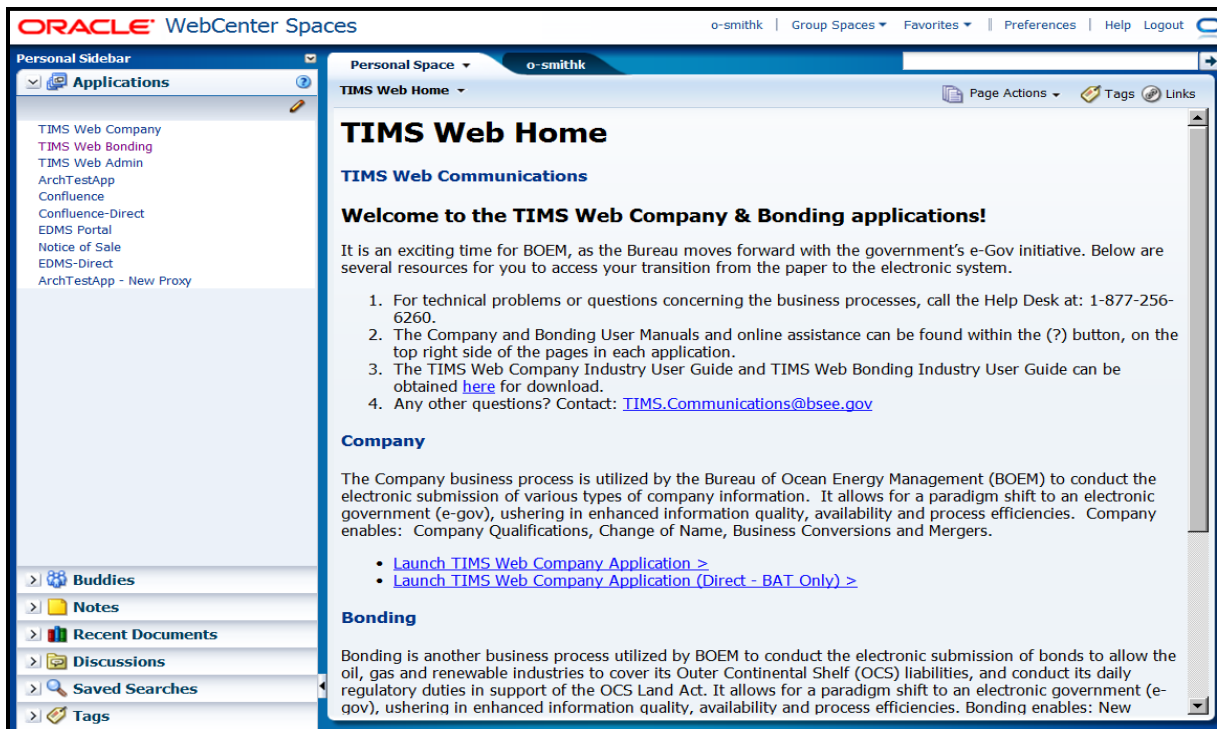 ORACLE WebCenter Spaces
o-smithk | Group Spaces Favorites || Preferences | Help Logout
Personal Sidebar
Applications
TIMS Web Company
TIMS Web Bonding
TIMS Web Admin
ArchTestApp
Confluence
Confluence-Direct
EDMS Portal
Notice of Sale
EDMS-Direct
ArchTestApp - New Proxy
Buddies
Notes
Recent Documents
Discussions
Saved Searches
Tags
Personal Space
o-smithk
TIMS Web Home
Page Actions
Tags
Links
TIMS Web Home
TIMS Web Communications
Welcome to the TIMS Web Company & Bonding applications!
It is an exciting time for BOEM, as the Bureau moves forward with the government's e-Gov initiative. Below are
several resources for you to access your transition from the paper to the electronic system.
1. For technical problems or questions concerning the business processes, call the Help Desk at: 1-877-256-
6260.
2. The Company and Bonding User Manuals and online assistance can be found within the (?) button, on the
top right side of the pages in each application.
3. The TIMS Web Company Industry User Guide and TIMS Web Bonding Industry User Guide can be
obtained here for download.
4. Any other questions? Contact: TIMS.Communications@bsee.gov
Company
The Company business process is utilized by the Bureau of Ocean Energy Management (BOEM) to conduct the
electronic submission of various types of company information. It allows for a paradigm shift to an electronic
government (e-gov), ushering in enhanced information quality, availability and process efficiencies. Company
enables: Company Qualifications, Change of Name, Business Conversions and Mergers.
• Launch TIMS Web Company Application >
• Launch TIMS Web Company Application (Direct - BAT Only) >
Bonding
Bonding is another business process utilized by BOEM to conduct the electronic submission of bonds to allow the
oil, gas and renewable industries to cover its Outer Continental Shelf (OCS) liabilities, and conduct its daily
regulatory duties in support of the OCS Land Act. It allows for a paradigm shift to an electronic government (e-
gov), ushering in enhanced information quality, availability and process efficiencies. Bonding enables: New